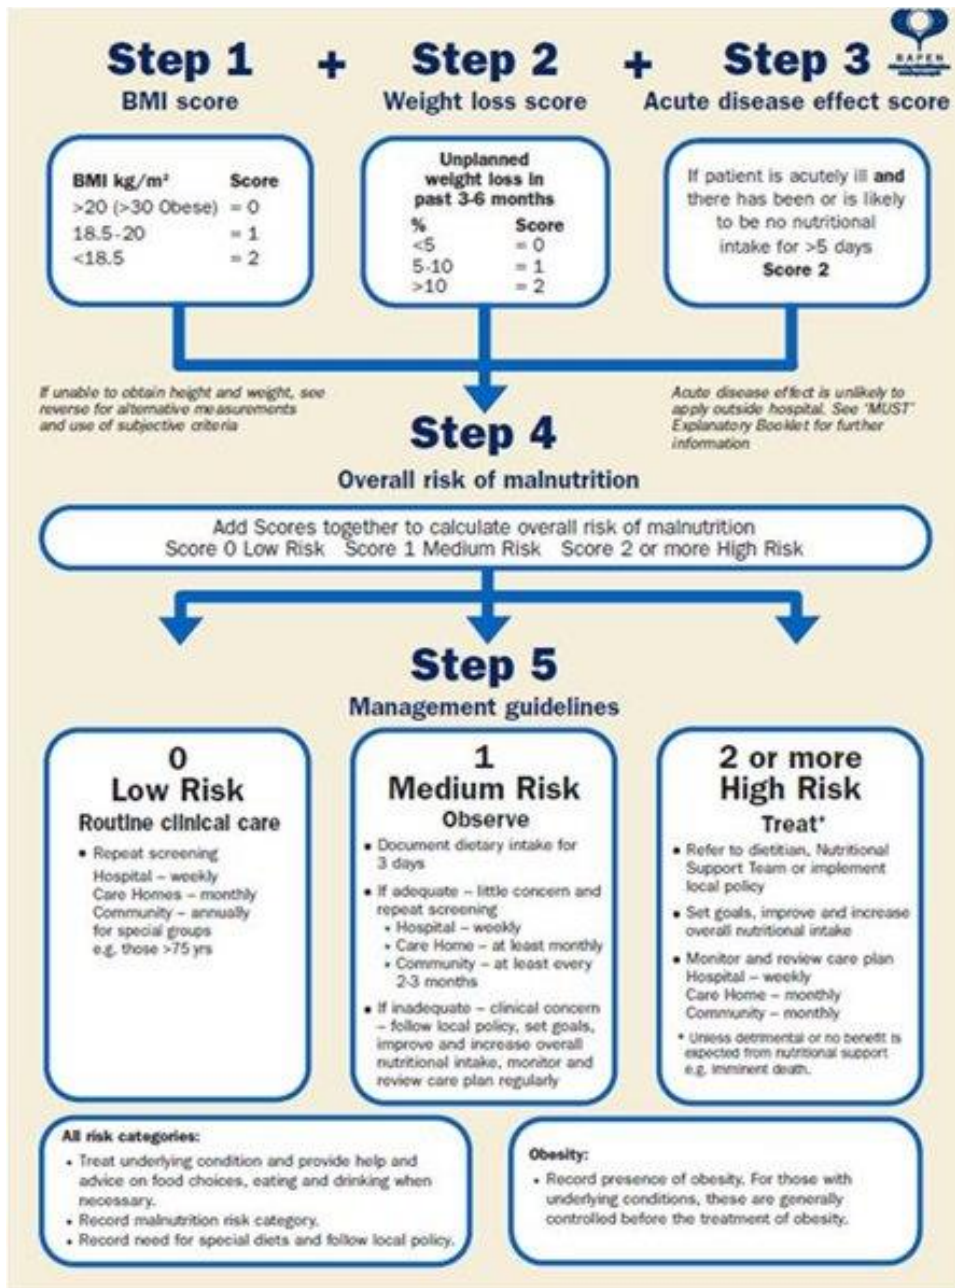 BAPEN
Step 1 + Step 2 + Step 3
BMI score
Weight loss score
Acute disease effect score
BMI kg/m² Score
>20 (>30 Obese) = 0
18.5-20 = 1
<18.5 = 2
Unplanned
weight loss in
past 3-6 months
% Score
<5 = 0
5-10 = 1
>10 = 2
If patient is acutely ill and
there has been or is likely
to be no nutritional
intake for >5 days
Score 2
If unable to obtain height and weight, see
reverse for alternative measurements
and use of subjective criteria
Acute disease effect is unlikely to
apply outside hospital. See 'MUST'
Explanatory Booklet for further
information
Step 4
Overall risk of malnutrition
Add Scores together to calculate overall risk of malnutrition
Score 0 Low Risk Score 1 Medium Risk Score 2 or more High Risk
Step 5
Management guidelines
0
Low Risk
Routine clinical care
• Repeat screening
Hospital – weekly
Care Homes – monthly
Community – annually
for special groups
e.g. those >75 yrs
1
Medium Risk
Observe
• Document dietary intake for
3 days
• If adequate – little concern and
repeat screening
• Hospital – weekly
• Care Home – at least monthly
• Community – at least every
2-3 months
• If inadequate – clinical concern
– follow local policy, set goals,
improve and increase overall
nutritional intake, monitor and
review care plan regularly
2 or more
High Risk
Treat*
• Refer to dietitian, Nutritional
Support Team or implement
local policy
• Set goals, improve and increase
overall nutritional intake
• Monitor and review care plan
Hospital – weekly
Care Home – monthly
Community – monthly
* Unless detrimental or no benefit is
expected from nutritional support
e.g. imminent death.
All risk categories:
• Treat underlying condition and provide help and
advice on food choices, eating and drinking when
necessary.
• Record malnutrition risk category.
• Record need for special diets and follow local policy.
Obesity:
• Record presence of obesity. For those with
underlying conditions, these are generally
controlled before the treatment of obesity.